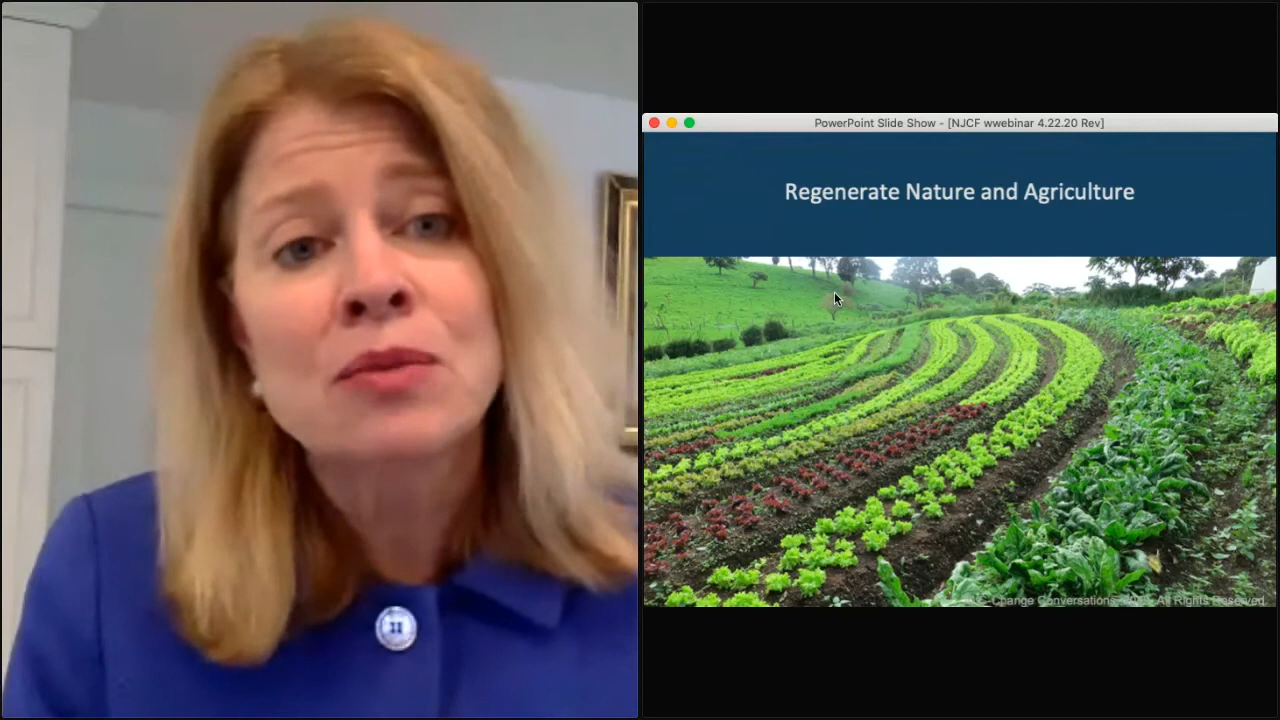 PowerPoint Slide Show - [NJCF wwebinar 4.22.20 Rev]
Regenerate Nature and Agriculture
C-Change Conversations All Rights Reserved